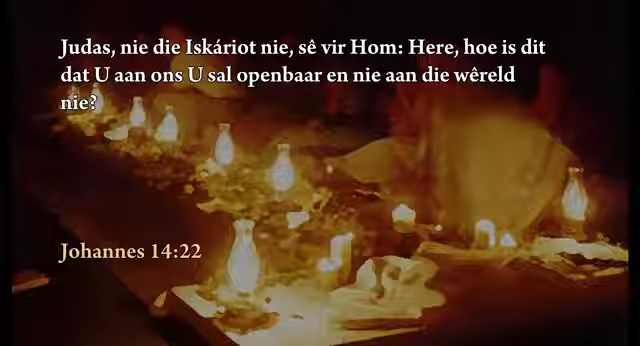 Judas, nie die Iskáriot nie, sê vir Hom: Here, hoe is dit
dat U aan ons U sal openbaar en nie aan die wêreld
nie?
Johannes 14:22